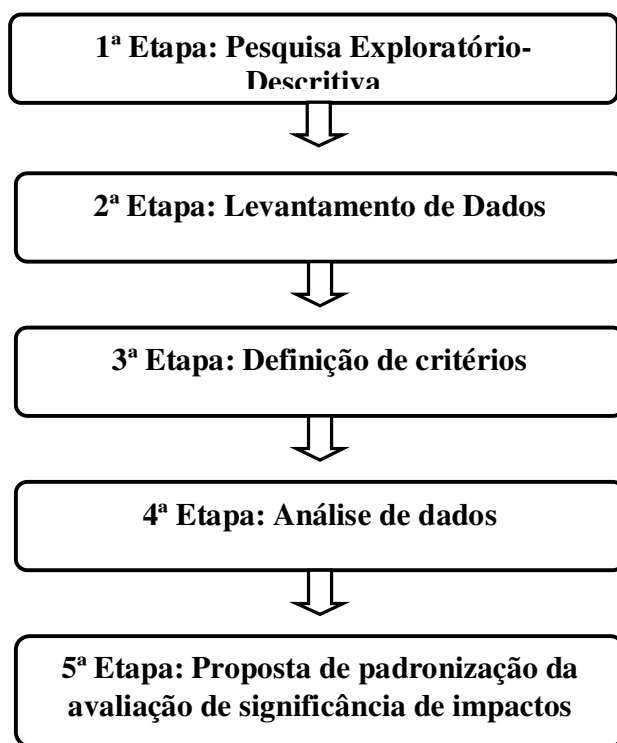 1ª Etapa: Pesquisa Exploratório-
Descritiva
2ª Etapa: Levantamento de Dados
3ª Etapa: Definição de critérios
4ª Etapa: Análise de dados
5ª Etapa: Proposta de padronização da
avaliação de significância de impactos